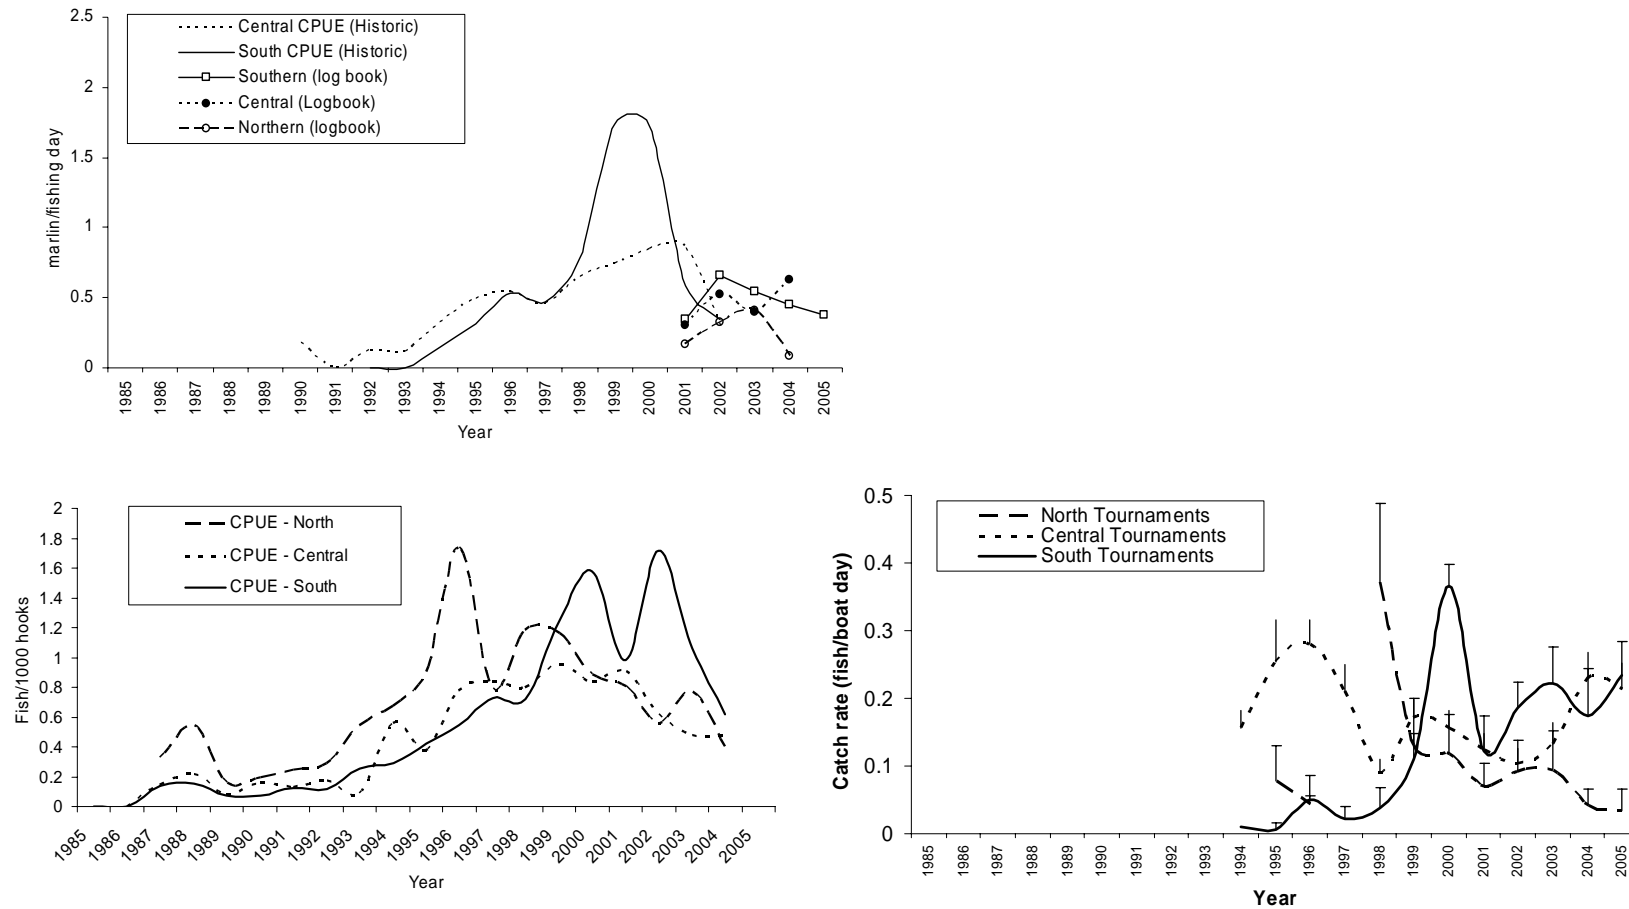 2.5
2
1.5
1
0.5
0
marlin/fishing day
Central CPUE (Historic)
South CPUE (Historic)
Southern (log book)
Central (Logbook)
Northern (logbook)
1985 1986 1987 1988 1989 1990 1991 1992 1993 1994 1995 1996 1997 1998 1999 2000 2001 2002 2003 2004 2005
Year
2
1.8
1.6
1.4
1.2
1
0.8
0.6
0.4
0.2
0
Fish/1000 hooks
CPUE - North
CPUE - Central
CPUE - South
1985 1986 1987 1988 1989 1990 1991 1992 1993 1994 1995 1996 1997 1998 1999 2000 2001 2002 2003 2004 2005
Year
0.5
0.4
0.3
0.2
0.1
0
Catch rate (fish/boat day)
North Tournaments
Central Tournaments
South Tournaments
1985 1986 1987 1988 1989 1990 1991 1992 1993 1994 1995 1996 1997 1998 1999 2000 2001 2002 2003 2004 2005
Year